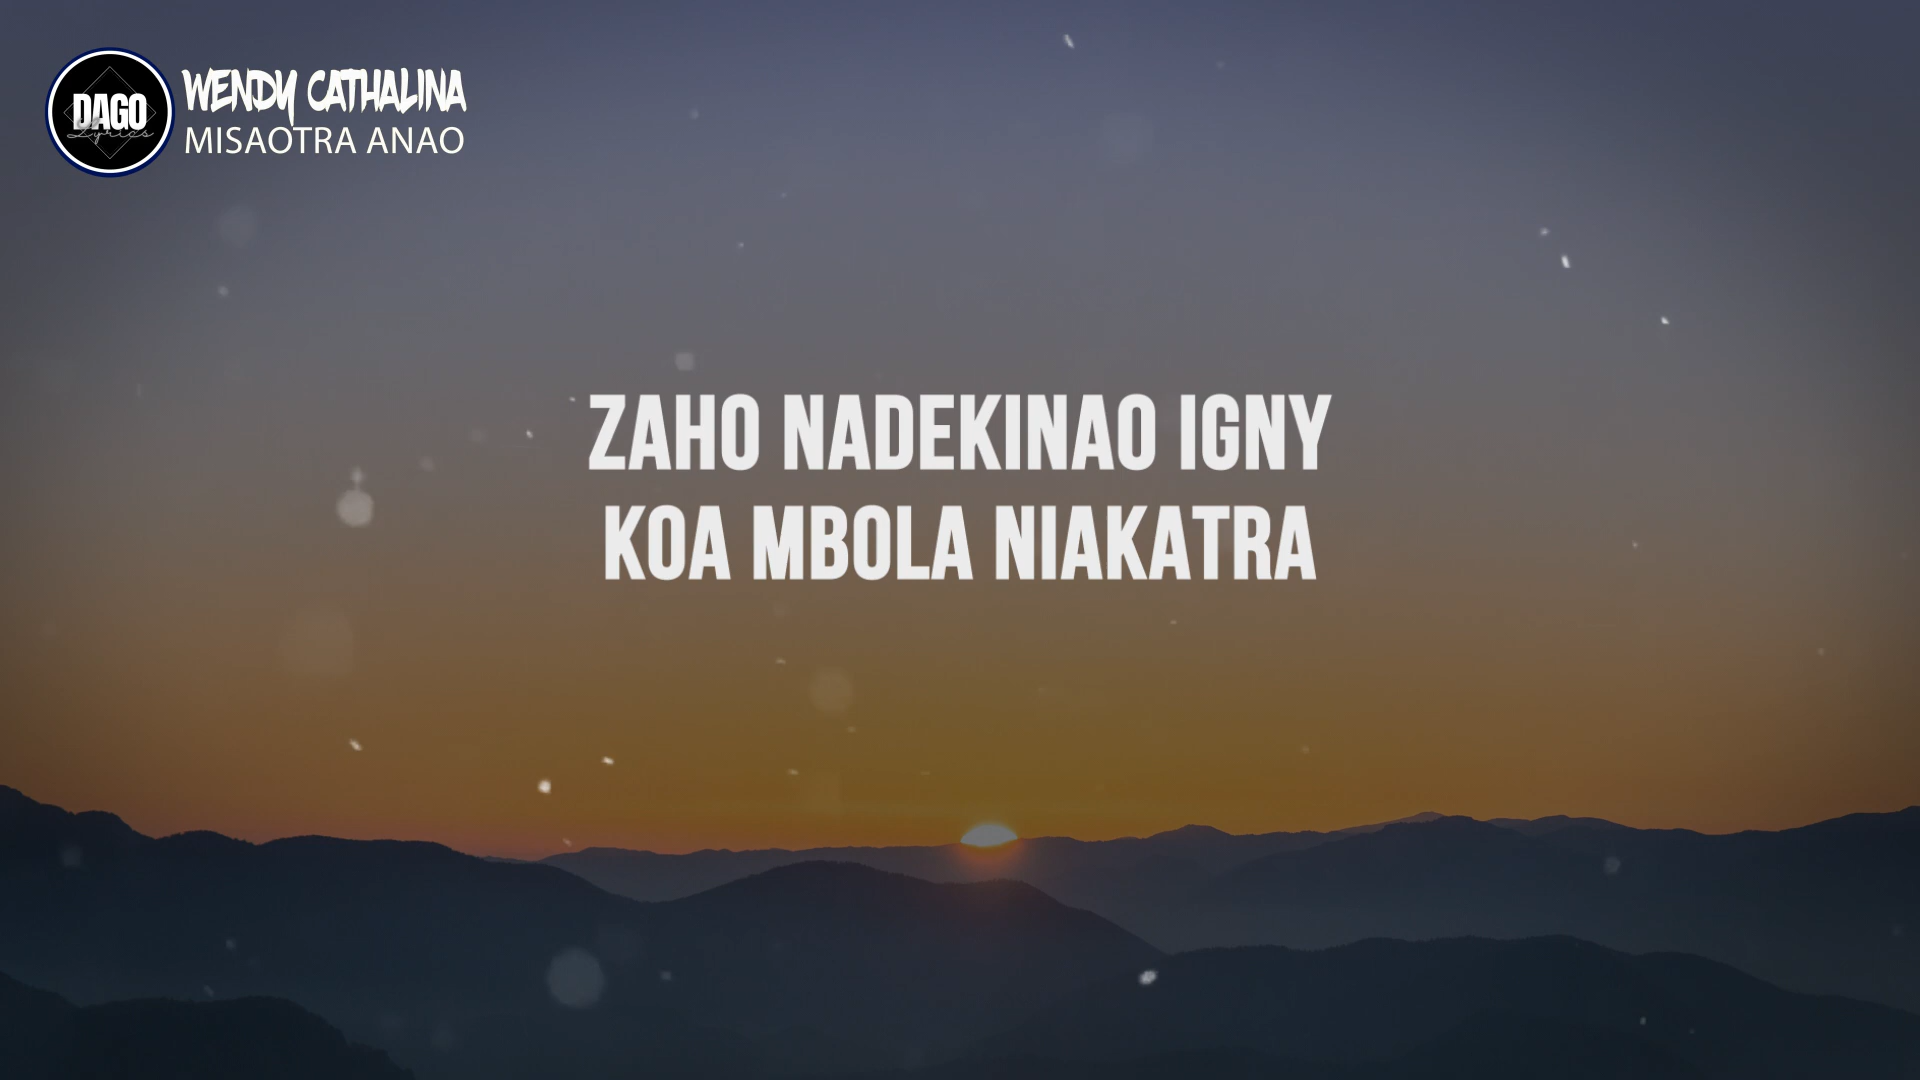 DAGO
Lyrics
WENDY CATHALINA
MISAOTRA ANAO
ZAHO NADEKINAO IGNY
KOA MBOLA NIAKATRA